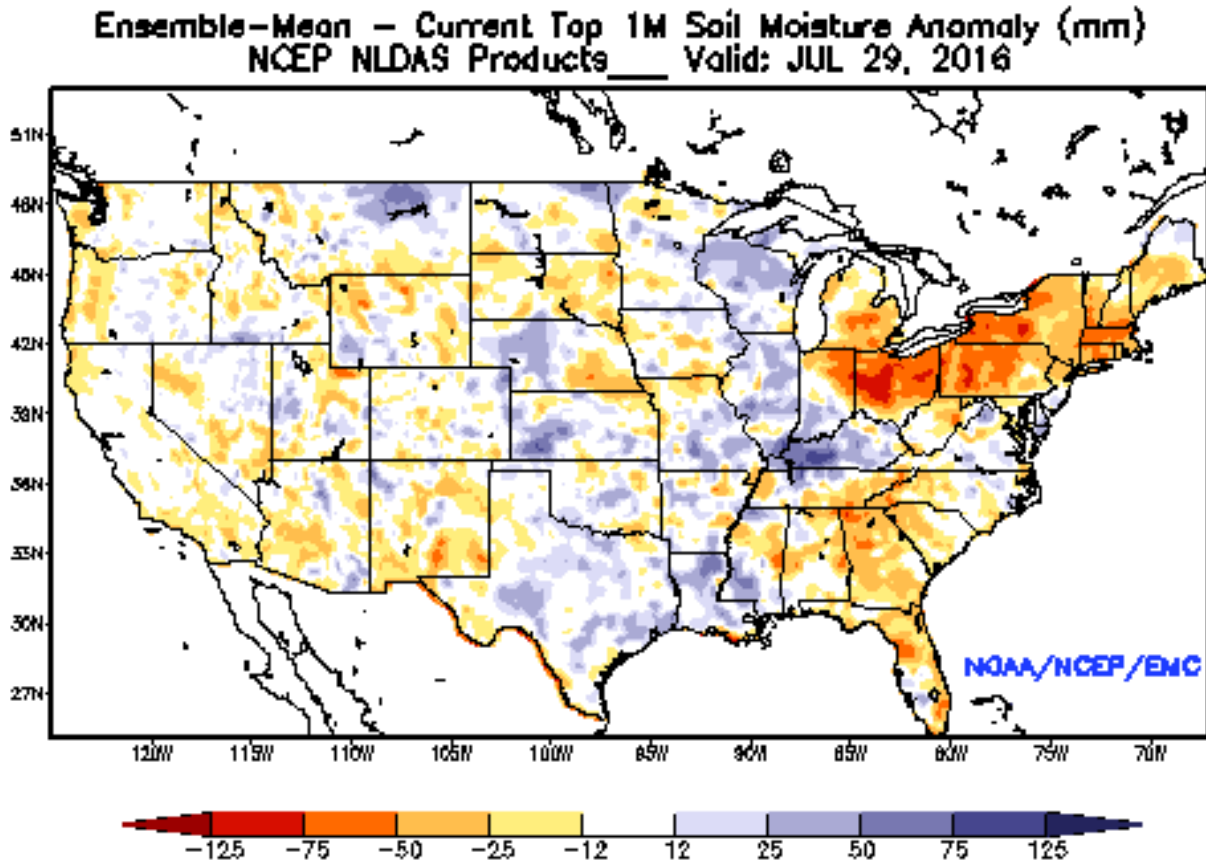 Ensemble-Mean - Current Top 1M Soil Moisture Anomaly (mm)
NCEP NLDAS Products___ Valid: JUL 29, 2016
51N
48N
45N
42N
39N
36N
33N
30N
27N
NOAA/NCEP/EMC
120W 115W 110W 105W 100W 95W 90W 85W 80W 75W 70W
-125 -75 -50 -25 -12 12 25 50 75 125